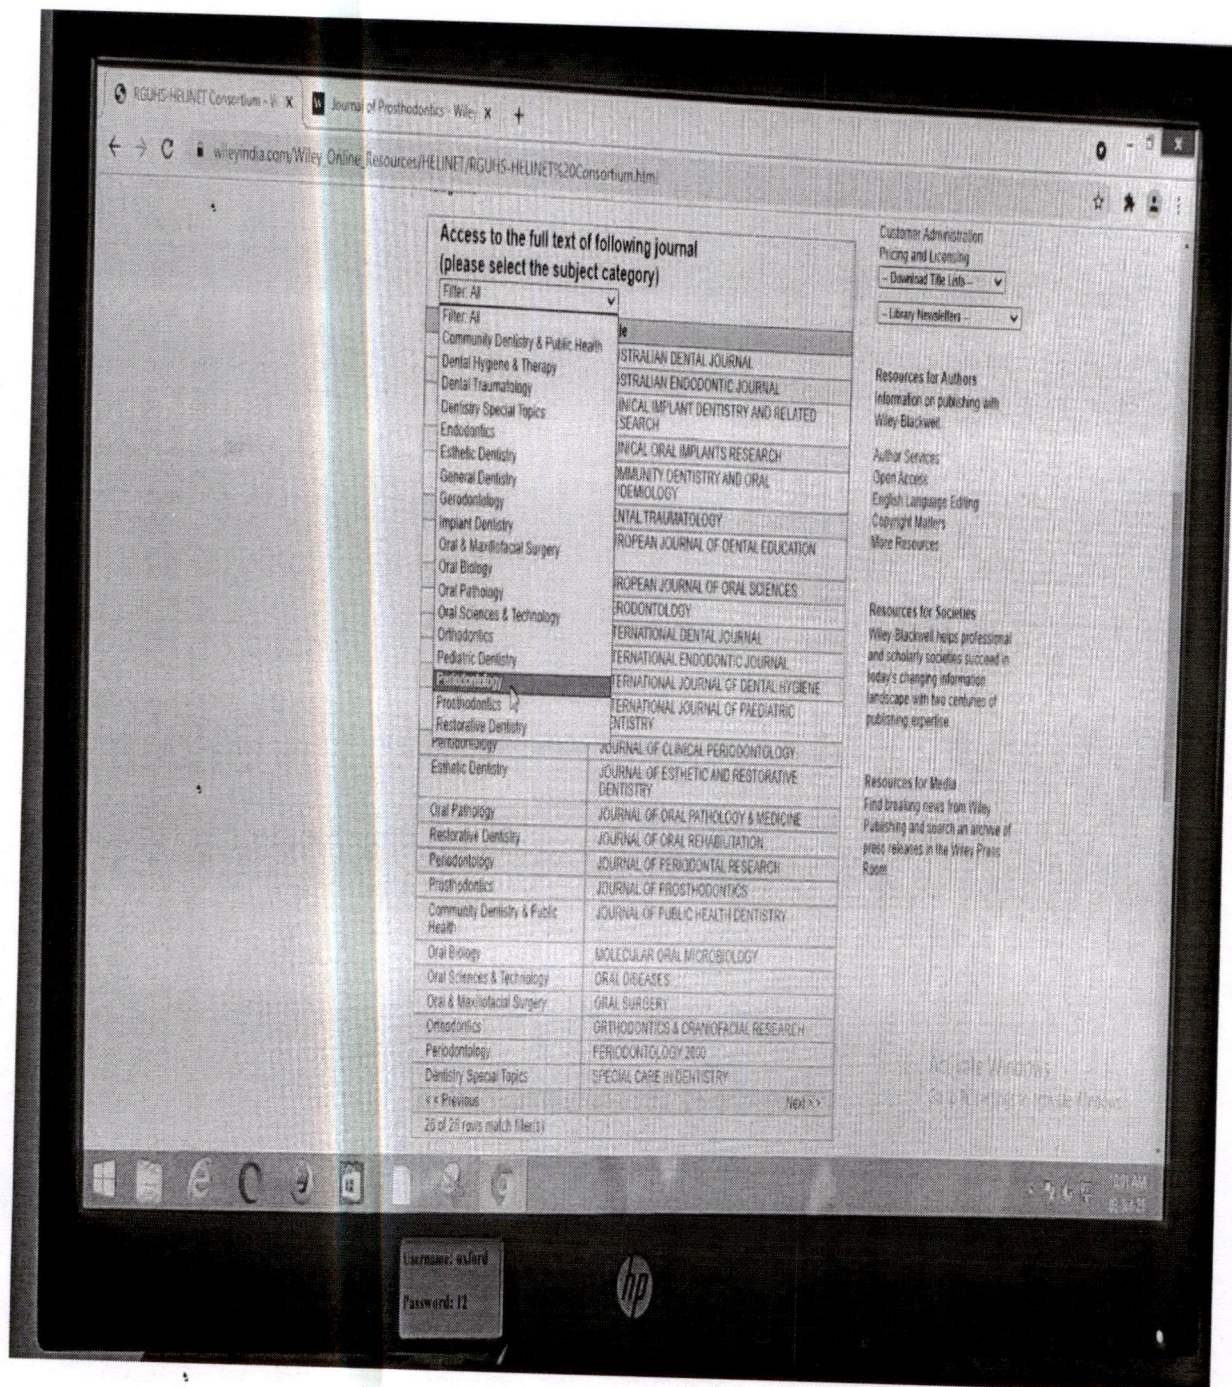 RGUHS-HELINET Consortium - W X
Journal of Prosthodontics - Wiley X +
wileyindia.com/Wiley_Online_Resources/HELINET/RGUHS-HELINET%20Consortium.html
Access to the full text of following journal
(please select the subject category)
Filter: All
Filter: All
Community Dentistry & Public Health
Dental Hygiene & Therapy
Dental Traumatology
Dentistry Special Topics
Endodontics
Esthetic Dentistry
General Dentistry
Gerodontology
Implant Dentistry
Oral & Maxillofacial Surgery
Oral Biology
Oral Pathology
Oral Sciences & Technology
Orthodontics
Pediatric Dentistry
Periodontology
Prosthodontics
Restorative Dentistry
le
STRALIAN DENTAL JOURNAL
STRALIAN ENDODONTIC JOURNAL
INICAL IMPLANT DENTISTRY AND RELATED
SEARCH
INICAL ORAL IMPLANTS RESEARCH
MMUNITY DENTISTRY AND ORAL
IDEMIOLOGY
NTAL TRAUMATOLOGY
ROPEAN JOURNAL OF DENTAL EDUCATION
ROPEAN JOURNAL OF ORAL SCIENCES
RODONTOLOGY
TERNATIONAL DENTAL JOURNAL
TERNATIONAL ENDODONTIC JOURNAL
TERNATIONAL JOURNAL OF DENTAL HYGIENE
TERNATIONAL JOURNAL OF PAEDIATRIC
NTISTRY
Periodontology JOURNAL OF CLINICAL PERIODONTOLOGY
Esthetic Dentistry JOURNAL OF ESTHETIC AND RESTORATIVE
DENTISTRY
Oral Pathology JOURNAL OF ORAL PATHOLOGY & MEDICINE
Restorative Dentistry JOURNAL OF ORAL REHABILITATION
Periodontology JOURNAL OF PERIODONTAL RESEARCH
Prosthodontics JOURNAL OF PROSTHODONTICS
Community Dentistry & Public JOURNAL OF PUBLIC HEALTH DENTISTRY
Health
Oral Biology MOLECULAR ORAL MICROBIOLOGY
Oral Sciences & Technology ORAL DISEASES
Oral & Maxillofacial Surgery ORAL SURGERY
Orthodontics ORTHODONTICS & CRANIOFACIAL RESEARCH
Periodontology PERIODONTOLOGY 2000
Dentistry Special Topics SPECIAL CARE IN DENTISTRY
<< Previous Next >>
26 of 26 rows match filter(s)
Customer Administration
Pricing and Licensing
-- Download Title Lists --
-- Library Newsletters --
Resources for Authors
Information on publishing with
Wiley-Blackwell.
Author Services
Open Access
English Language Editing
Copyright Matters
More Resources
Resources for Societies
Wiley-Blackwell helps professional
and scholarly societies succeed in
today's changing information
landscape with two centuries of
publishing expertise
Resources for Media
Find breaking news from Wiley
Publishing and search an archive of
press releases in the Wiley Press
Room
Activate Windows
Username: oxford
Password: 12
hp